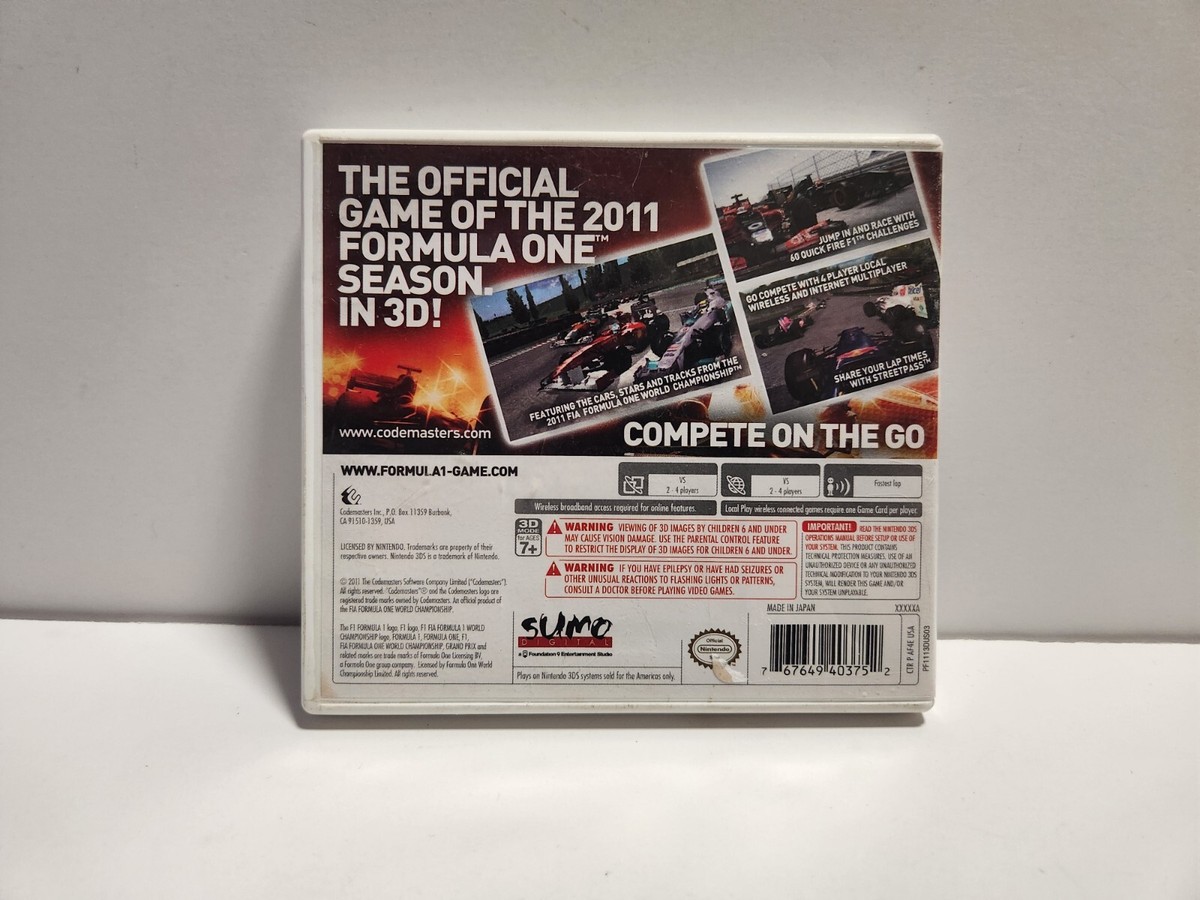 THE OFFICIAL
GAME OF THE 2011
FORMULA ONE™
SEASON.
IN 3D!
JUMP IN AND RACE WITH
60 QUICK FIRE F1™ CHALLENGES
GO COMPETE WITH 4 PLAYER LOCAL
WIRELESS AND INTERNET MULTIPLAYER
SHARE YOUR LAP TIMES
WITH STREETPASS™
FEATURING THE CARS, STARS AND TRACKS FROM THE
2011 FIA FORMULA ONE WORLD CHAMPIONSHIP™
www.codemasters.com
COMPETE ON THE GO
WWW.FORMULA1-GAME.COM
VS
2 - 4 players
VS
2 - 4 players
Fastest lap
Wireless broadband access required for online features.
Local Play wireless connected games require one Game Card per player.
Codemasters Inc., P.O. Box 11359 Burbank,
CA 91510-1359, USA
LICENSED BY NINTENDO. Trademarks are property of their
respective owners. Nintendo 3DS is a trademark of Nintendo.
© 2011 The Codemasters Software Company Limited ("Codemasters").
All rights reserved. "Codemasters"® and the Codemasters logo are
registered trade marks owned by Codemasters. An official product of
the FIA FORMULA ONE WORLD CHAMPIONSHIP.
The F1 FORMULA 1 logo, F1 logo, F1 FIA FORMULA 1 WORLD
CHAMPIONSHIP logo, FORMULA 1, FORMULA ONE, F1,
FIA FORMULA ONE WORLD CHAMPIONSHIP, GRAND PRIX and
related marks are trade marks of Formula One Licensing BV,
a Formula One group company. Licensed by Formula One World
Championship Limited. All rights reserved.
3D
MODE
for AGES
7+
WARNING VIEWING OF 3D IMAGES BY CHILDREN 6 AND UNDER
MAY CAUSE VISION DAMAGE. USE THE PARENTAL CONTROL FEATURE
TO RESTRICT THE DISPLAY OF 3D IMAGES FOR CHILDREN 6 AND UNDER.
WARNING IF YOU HAVE EPILEPSY OR HAVE HAD SEIZURES OR
OTHER UNUSUAL REACTIONS TO FLASHING LIGHTS OR PATTERNS,
CONSULT A DOCTOR BEFORE PLAYING VIDEO GAMES.
IMPORTANT! READ THE NINTENDO 3DS
OPERATIONS MANUAL BEFORE SETUP OR USE OF
YOUR SYSTEM. THIS PRODUCT CONTAINS
TECHNICAL PROTECTION MEASURES. USE OF AN
UNAUTHORIZED DEVICE OR ANY UNAUTHORIZED
TECHNICAL MODIFICATION TO YOUR NINTENDO 3DS
SYSTEM, WILL RENDER THIS GAME AND/OR
YOUR SYSTEM UNPLAYABLE.
MADE IN JAPAN
XXXXXA
SUMO
DIGITAL
a Foundation 9 Entertainment Studio
Plays on Nintendo 3DS systems sold for the Americas only.
Official
Nintendo
7 67649 40375 2
CTR P AF4E USA
PF1113DUS03